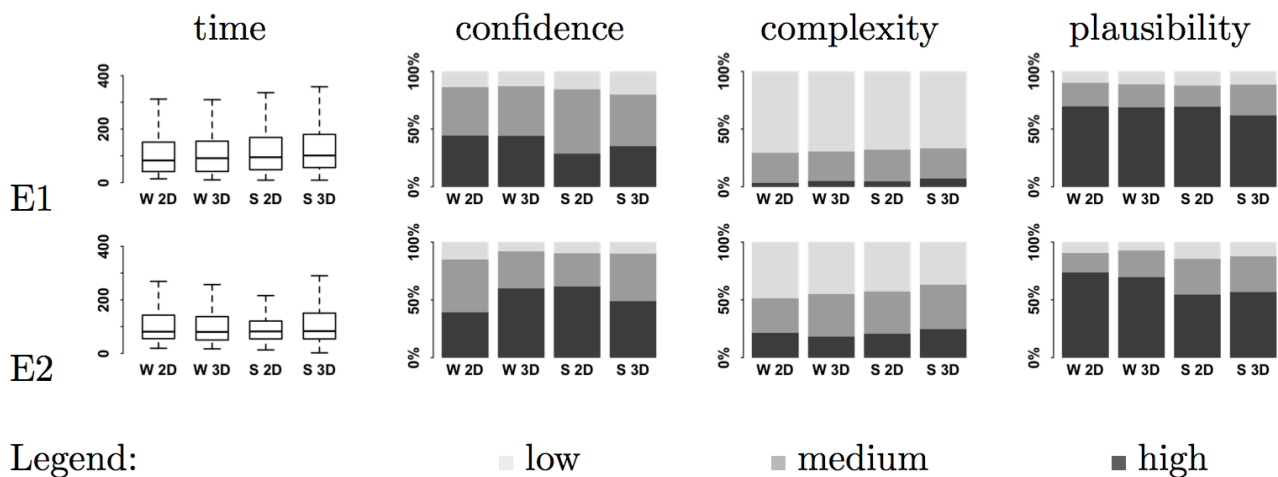 time confidence complexity plausibility
400 100% 100% 100%
200 50% 50% 50%
0 0% 0% 0%
E1 W 2D W 3D S 2D S 3D W 2D W 3D S 2D S 3D W 2D W 3D S 2D S 3D W 2D W 3D S 2D S 3D
400 100% 100% 100%
200 50% 50% 50%
0 0% 0% 0%
E2 W 2D W 3D S 2D S 3D W 2D W 3D S 2D S 3D W 2D W 3D S 2D S 3D W 2D W 3D S 2D S 3D
Legend: low medium high